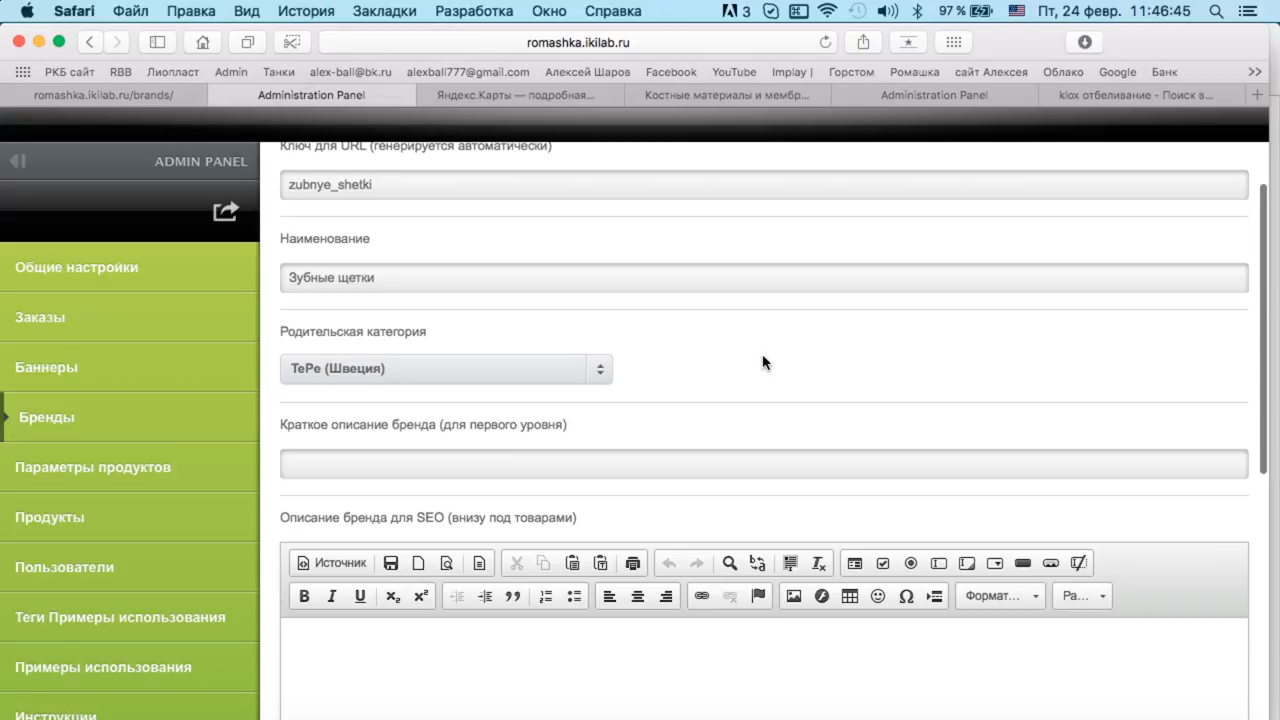 Safari Файл Правка Вид История Закладки Разработка Окно Справка 3 97 % Пт, 24 февр. 11:46:45
romashka.ikilab.ru
РКБ сайт RBB Лиопласт Admin Танки alex-ball@bk.ru alexball777@gmail.com Алексей Шаров Facebook YouTube Implay | Горстом Ромашка сайт Алексея Облако Google Банк
romashka.ikilab.ru/brands/ Administration Panel Яндекс.Карты — подробная... Костные материалы и мембр... Administration Panel klox отбеливание - Поиск в...
Ключ для URL (генерируется автоматически)
ADMIN PANEL
zubnye_shetki
Наименование
Общие настройки
Зубные щетки
Заказы
Родительская категория
Баннеры
TePe (Швеция)
Бренды
Краткое описание бренда (для первого уровня)
Параметры продуктов
Продукты
Описание бренда для SEO (внизу под товарами)
Пользователи
Источник
Формат... Ра...
Теги Примеры использования
Примеры использования
Инструкции